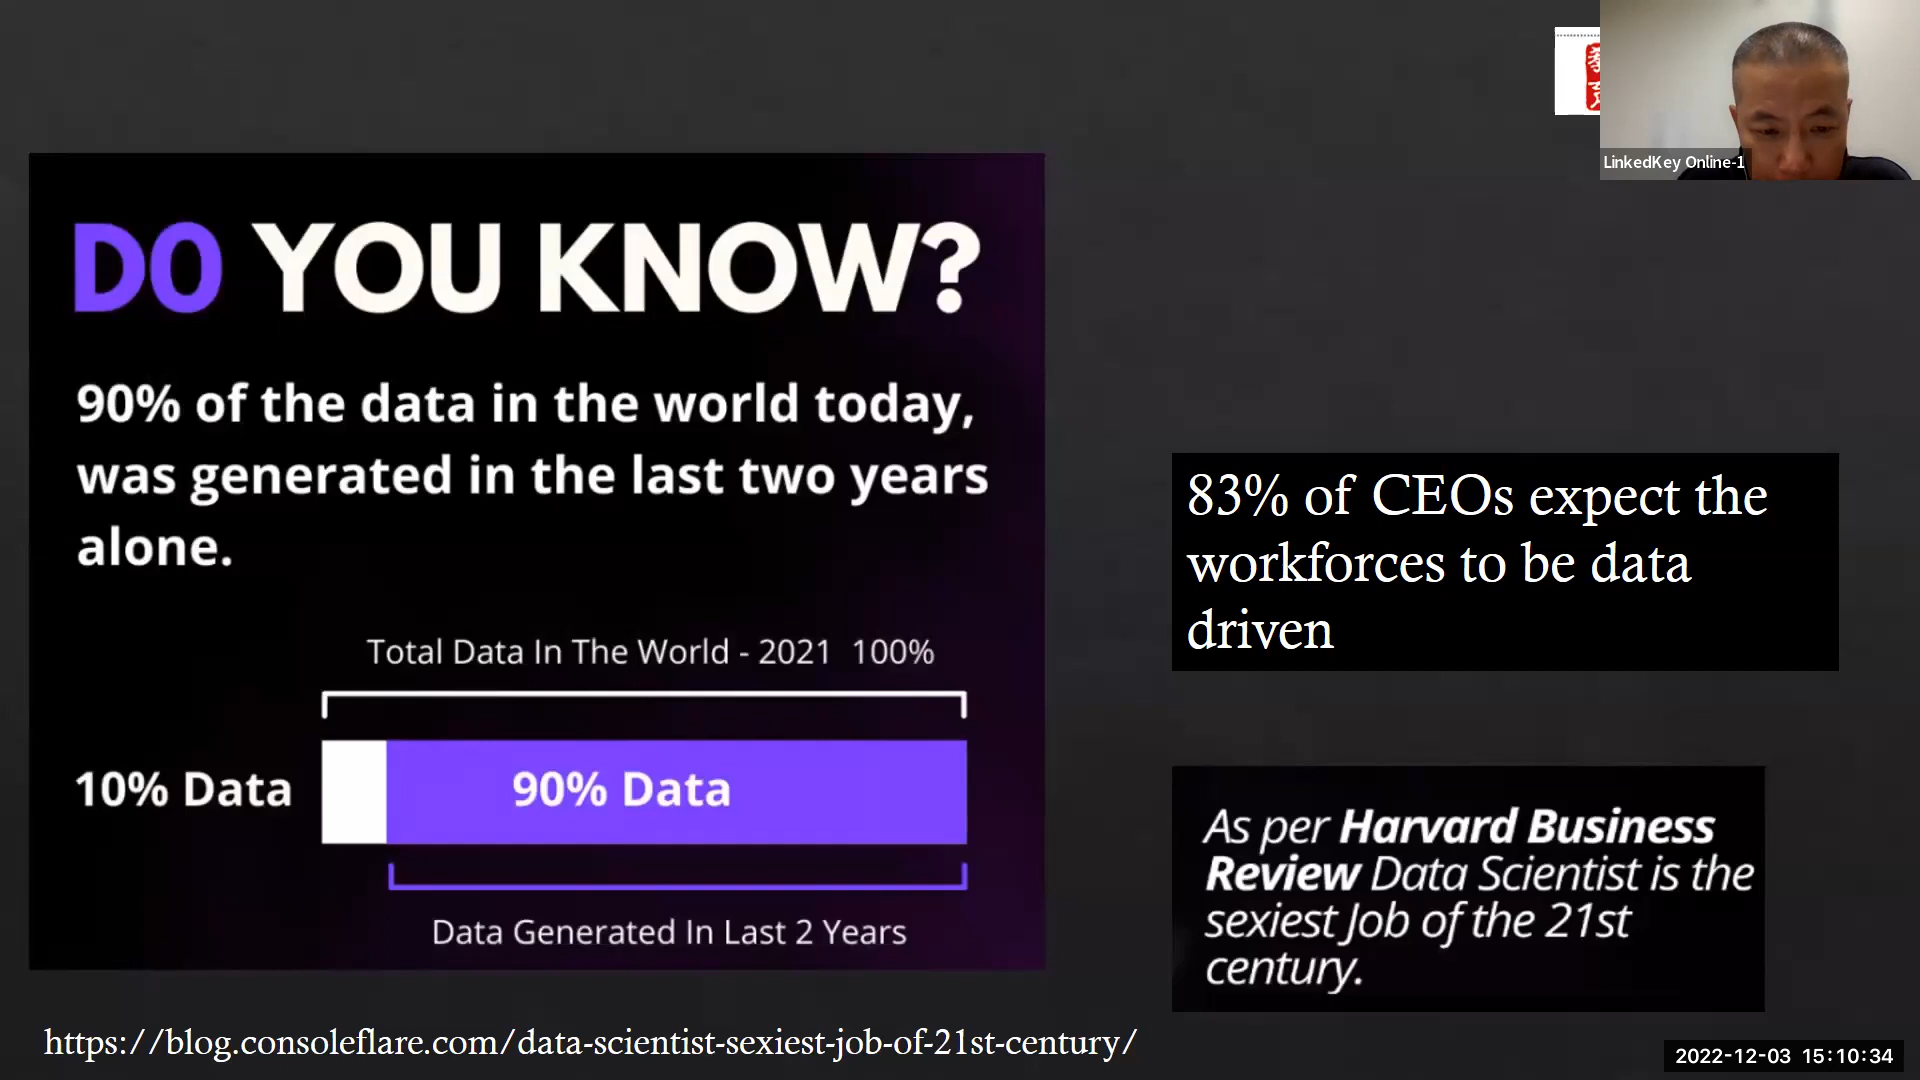 LinkedKey Online-1
DO YOU KNOW?
90% of the data in the world today,
was generated in the last two years
alone.
Total Data In The World - 2021 100%
10% Data
90% Data
Data Generated In Last 2 Years
83% of CEOs expect the
workforces to be data
driven
As per Harvard Business
Review Data Scientist is the
sexiest Job of the 21st
century.
https://blog.consoleflare.com/data-scientist-sexiest-job-of-21st-century/
2022-12-03 15:10:34